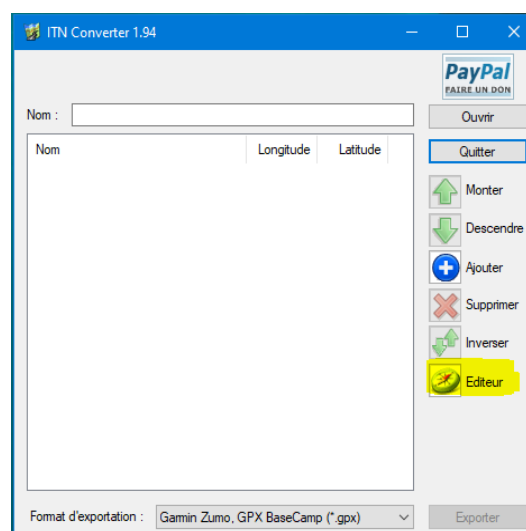 ITN Converter 1.94
PayPal
FAIRE UN DON
Nom :
Ouvrir
Nom Longitude Latitude
Quitter
Monter
Descendre
Ajouter
Supprimer
Inverser
Editeur
Format d'exportation : Garmin Zumo, GPX BaseCamp (*.gpx) Exporter